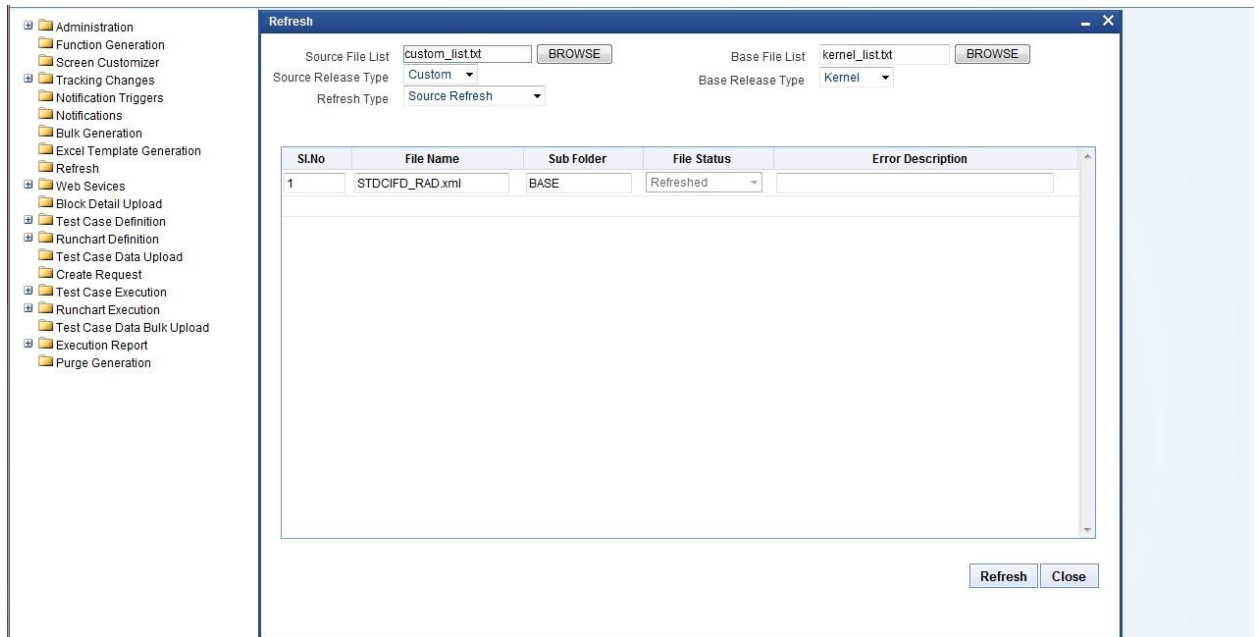 Administration
Function Generation
Screen Customizer
Tracking Changes
Notification Triggers
Notifications
Bulk Generation
Excel Template Generation
Refresh
Web Sevices
Block Detail Upload
Test Case Definition
Runchart Definition
Test Case Data Upload
Create Request
Test Case Execution
Runchart Execution
Test Case Data Bulk Upload
Execution Report
Purge Generation
Refresh
Source File List custom_list.txt BROWSE Base File List kernel_list.txt BROWSE
Source Release Type Custom Base Release Type Kernel
Refresh Type Source Refresh
Sl.No File Name Sub Folder File Status Error Description
1 STDCIFD_RAD.xml BASE Refreshed
Refresh Close